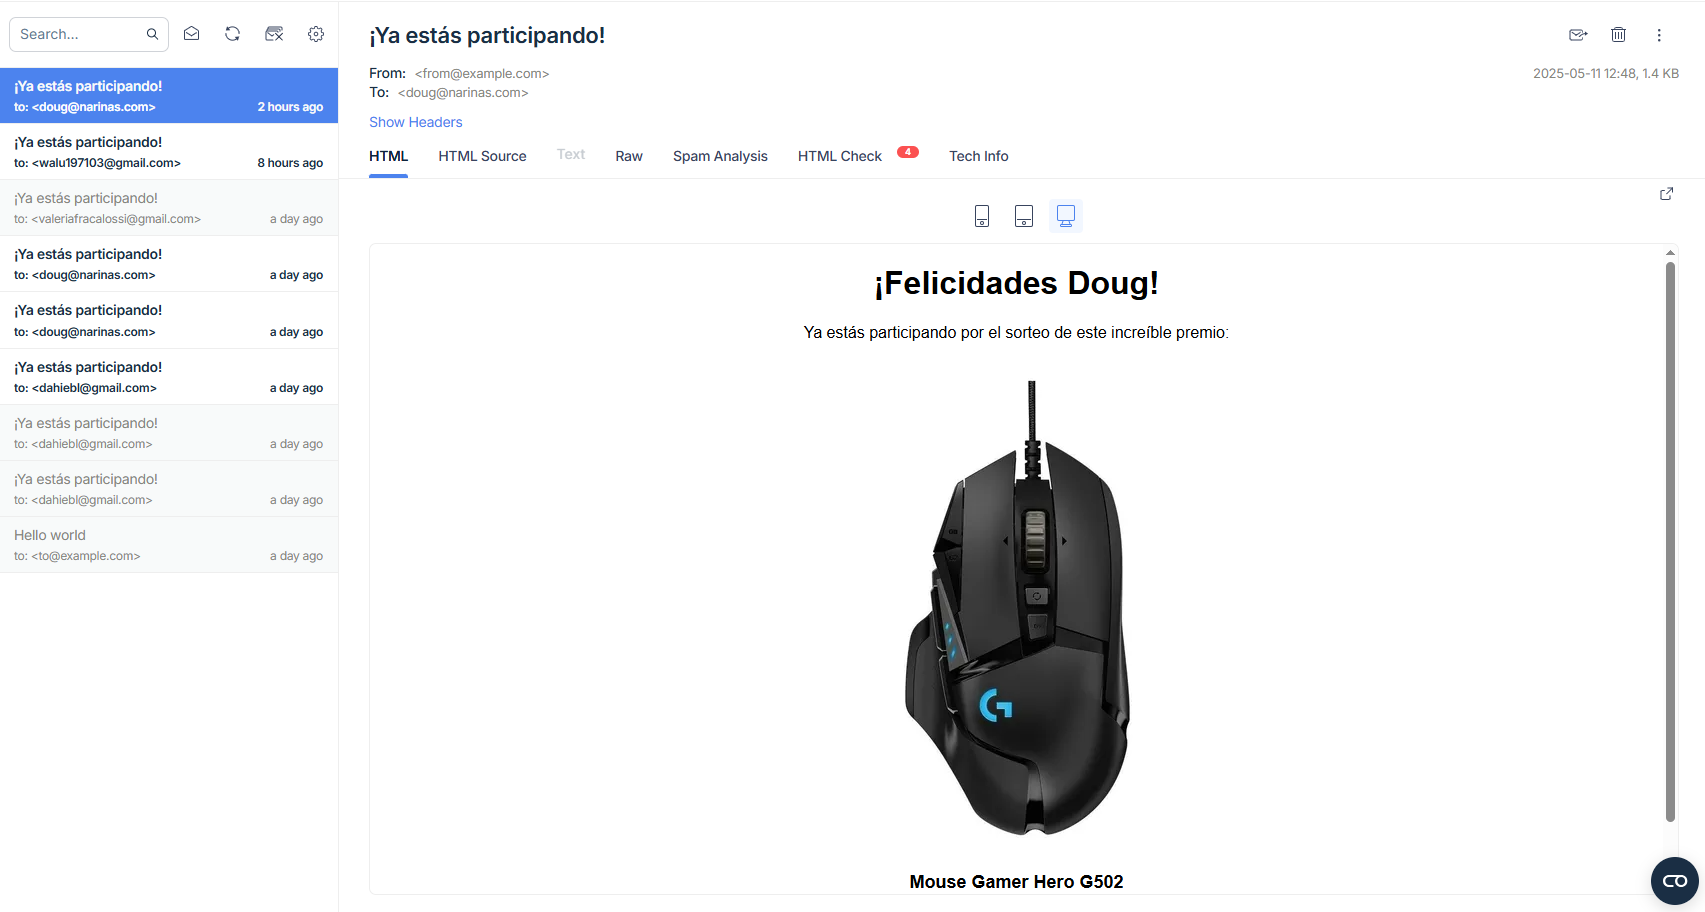 Search...
¡Ya estás participando!
to: <doug@narinas.com> 2 hours ago
¡Ya estás participando!
to: <walu197103@gmail.com> 8 hours ago
¡Ya estás participando!
to: <valeriafracalossi@gmail.com> a day ago
¡Ya estás participando!
to: <doug@narinas.com> a day ago
¡Ya estás participando!
to: <doug@narinas.com> a day ago
¡Ya estás participando!
to: <dahiebl@gmail.com> a day ago
¡Ya estás participando!
to: <dahiebl@gmail.com> a day ago
¡Ya estás participando!
to: <dahiebl@gmail.com> a day ago
Hello world
to: <to@example.com> a day ago
¡Ya estás participando!
From: <from@example.com> 2025-05-11 12:48, 1.4 KB
To: <doug@narinas.com>
Show Headers
HTML HTML Source Text Raw Spam Analysis HTML Check 4 Tech Info
¡Felicidades Doug!
Ya estás participando por el sorteo de este increíble premio:
G
Mouse Gamer Hero G502